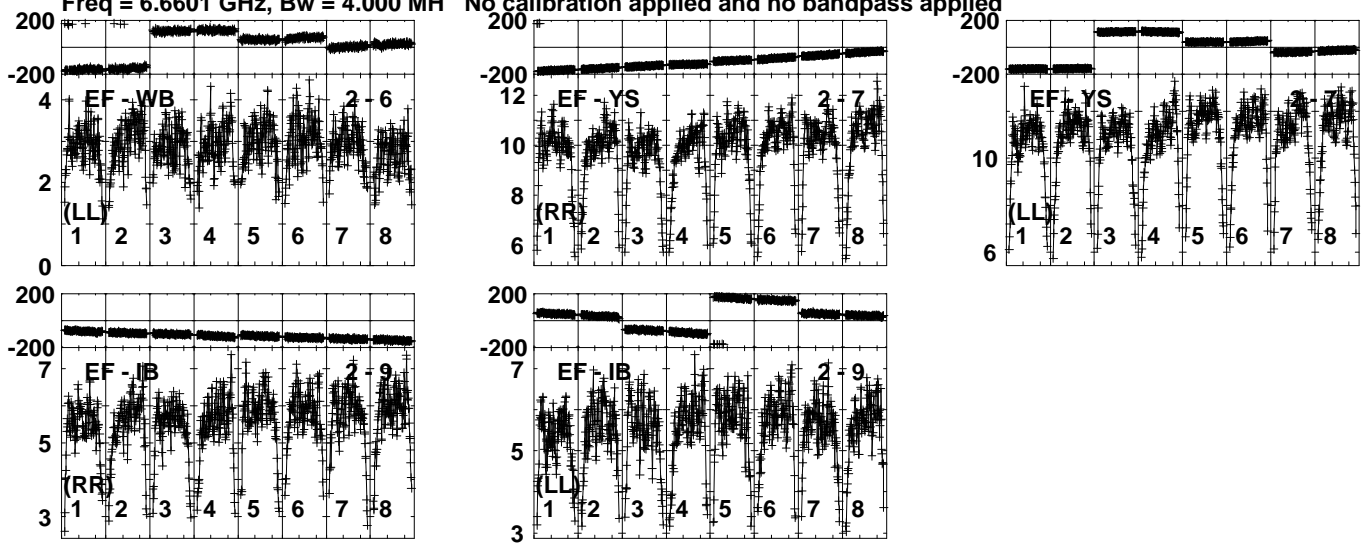 Freq = 6.6601 GHz, Bw = 4.000 MH No calibration applied and no bandpass applied
200
-200
EF - WB 2 - 6
4
2
0
(LL)
1 2 3 4 5 6 7 8
-200
EF - YS 2 - 7
12
10
8
6
(RR)
1 2 3 4 5 6 7 8
200
-200
EF - YS 2 - 7
10
6
(LL)
1 2 3 4 5 6 7 8
200
-200
EF - IB 2 - 9
7
5
3
(RR)
1 2 3 4 5 6 7 8
200
-200
EF - IB 2 - 9
7
5
3
(LL)
1 2 3 4 5 6 7 8